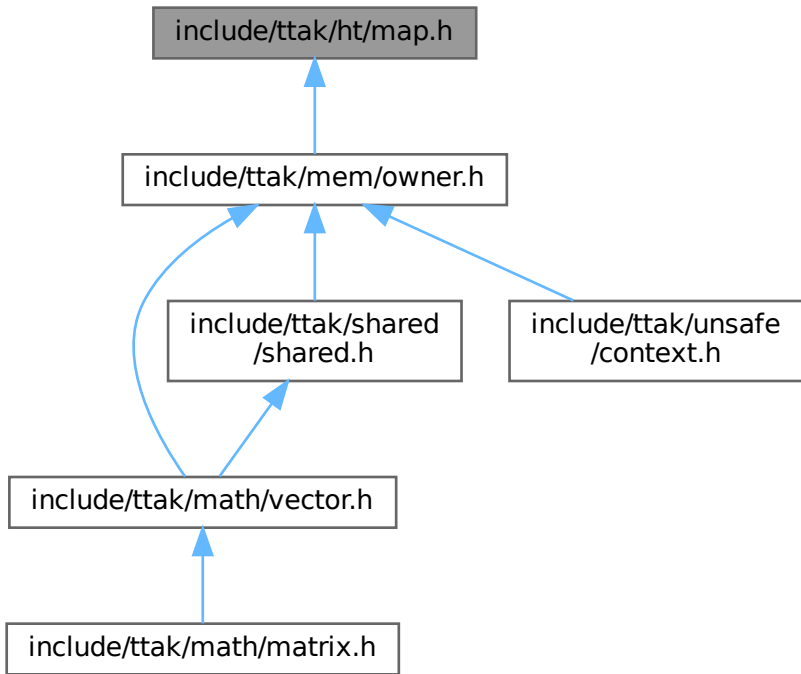 include/ttak/ht/map.h
include/ttak/mem/owner.h
include/ttak/shared
/shared.h
include/ttak/unsafe
/context.h
include/ttak/math/vector.h
include/ttak/math/matrix.h